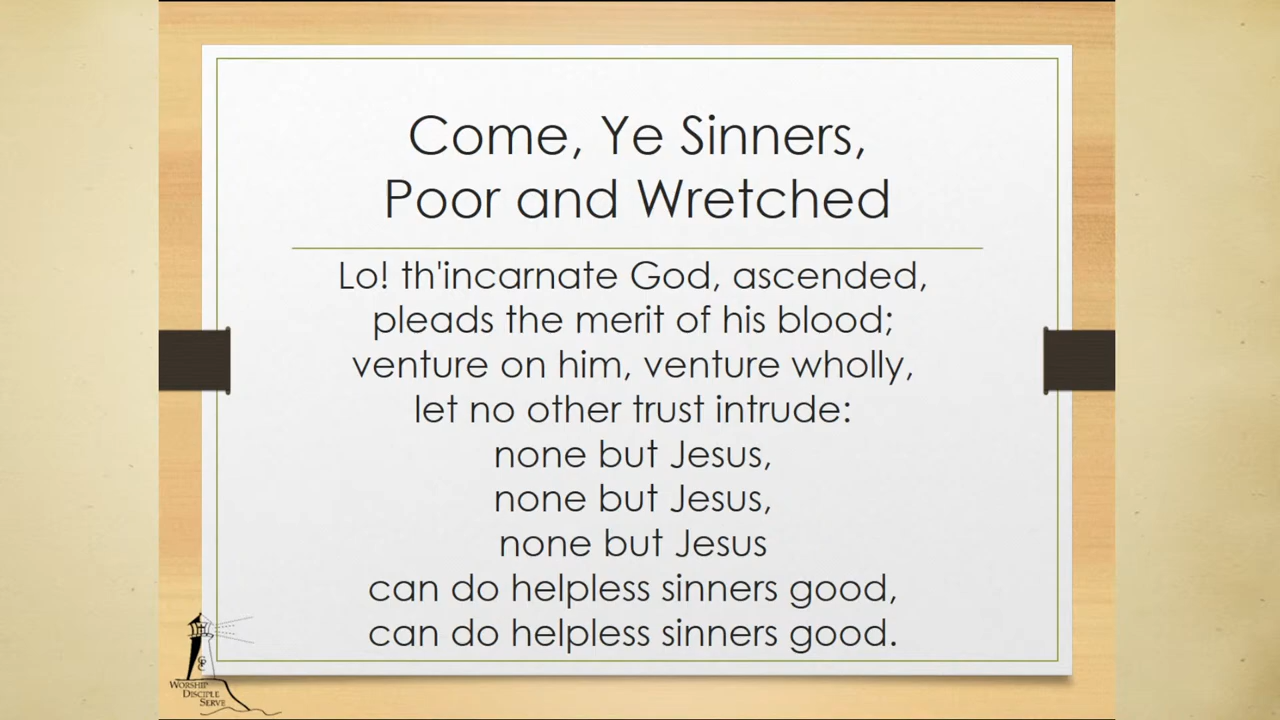 Come, Ye Sinners,
Poor and Wretched
Lo! th'incarnate God, ascended,
pleads the merit of his blood;
venture on him, venture wholly,
let no other trust intrude:
none but Jesus,
none but Jesus,
none but Jesus
can do helpless sinners good,
can do helpless sinners good.
Worship
Disciple
Serve